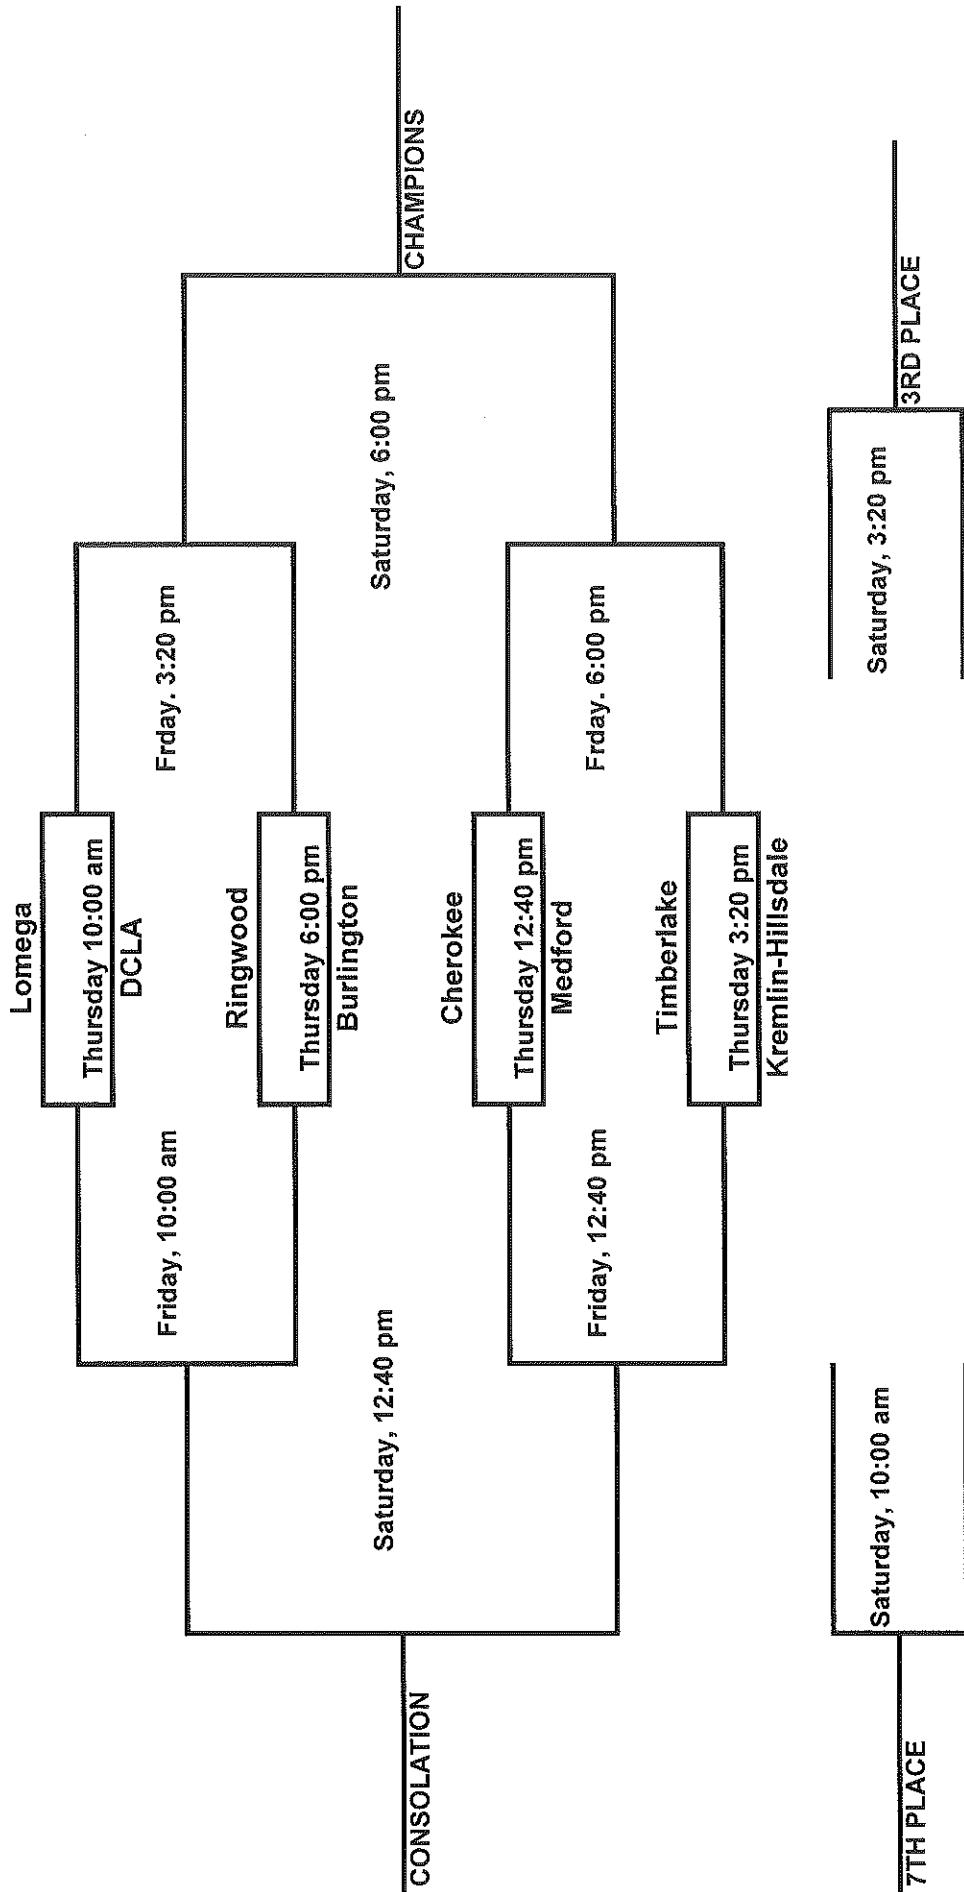 Lomega
Thursday 10:00 am
DCLA
Friday, 10:00 am
Frday. 3:20 pm
Ringwood
Thursday 6:00 pm
Burlington
Saturday, 12:40 pm
Saturday, 6:00 pm
CONSOLATION
CHAMPIONS
Cherokee
Thursday 12:40 pm
Medford
Friday, 12:40 pm
Frday. 6:00 pm
Timberlake
Thursday 3:20 pm
Kremlin-Hillsdale
Saturday, 10:00 am
Saturday, 3:20 pm
7TH PLACE
3RD PLACE